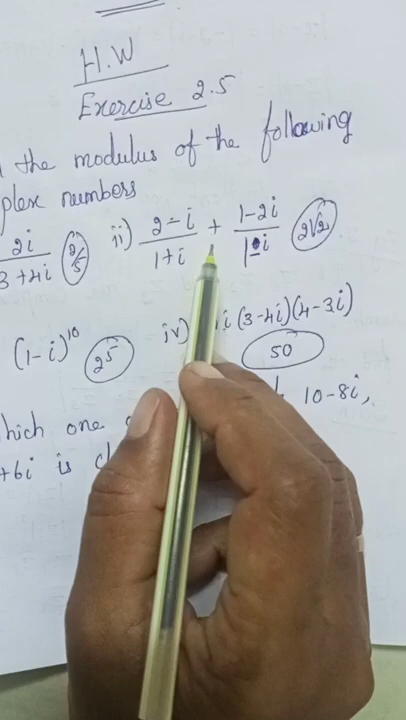 H.W
Exercise 2.5
the modulus of the following
plex numbers
2i/3+4i (2/5) ii) 2-i/1+i + 1-2i/1-i (2√2)
(1-i)^10 (2^5) iv) i(3-4i)(4-3i)
(50)
hich one 10-8i,
+6i is